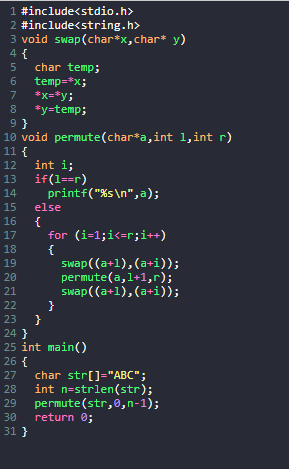 1 #include<stdio.h>
2 #include<string.h>
3 void swap(char*x,char* y)
4 {
5 char temp;
6 temp=*x;
7 *x=*y;
8 *y=temp;
9 }
10 void permute(char*a,int l,int r)
11 {
12 int i;
13 if(l==r)
14 printf("%s\n",a);
15 else
16 {
17 for (i=l;i<=r;i++)
18 {
19 swap((a+l),(a+i));
20 permute(a,l+1,r);
21 swap((a+l),(a+i));
22 }
23 }
24 }
25 int main()
26 {
27 char str[]="ABC";
28 int n=strlen(str);
29 permute(str,0,n-1);
30 return 0;
31 }